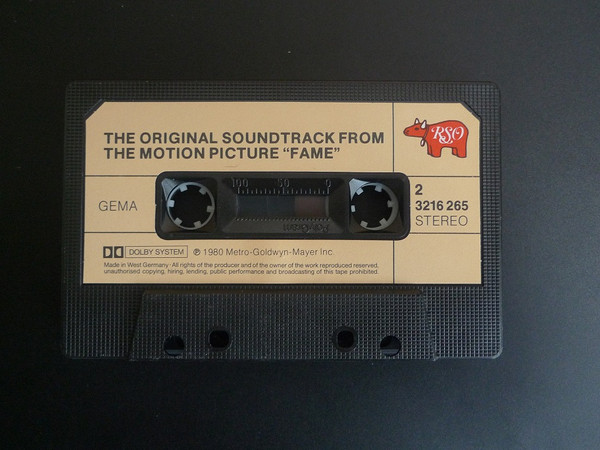 THE ORIGINAL SOUNDTRACK FROM
THE MOTION PICTURE “FAME”
RSO
GEMA
100 50 0
2
3216 265
STEREO
DOLBY SYSTEM ℗ 1980 Metro-Goldwyn-Mayer Inc.
Made in West Germany · All rights of the producer and of the owner of the work reproduced reserved,
unauthorised copying, hiring, lending, public performance and broadcasting of this tape prohibited.